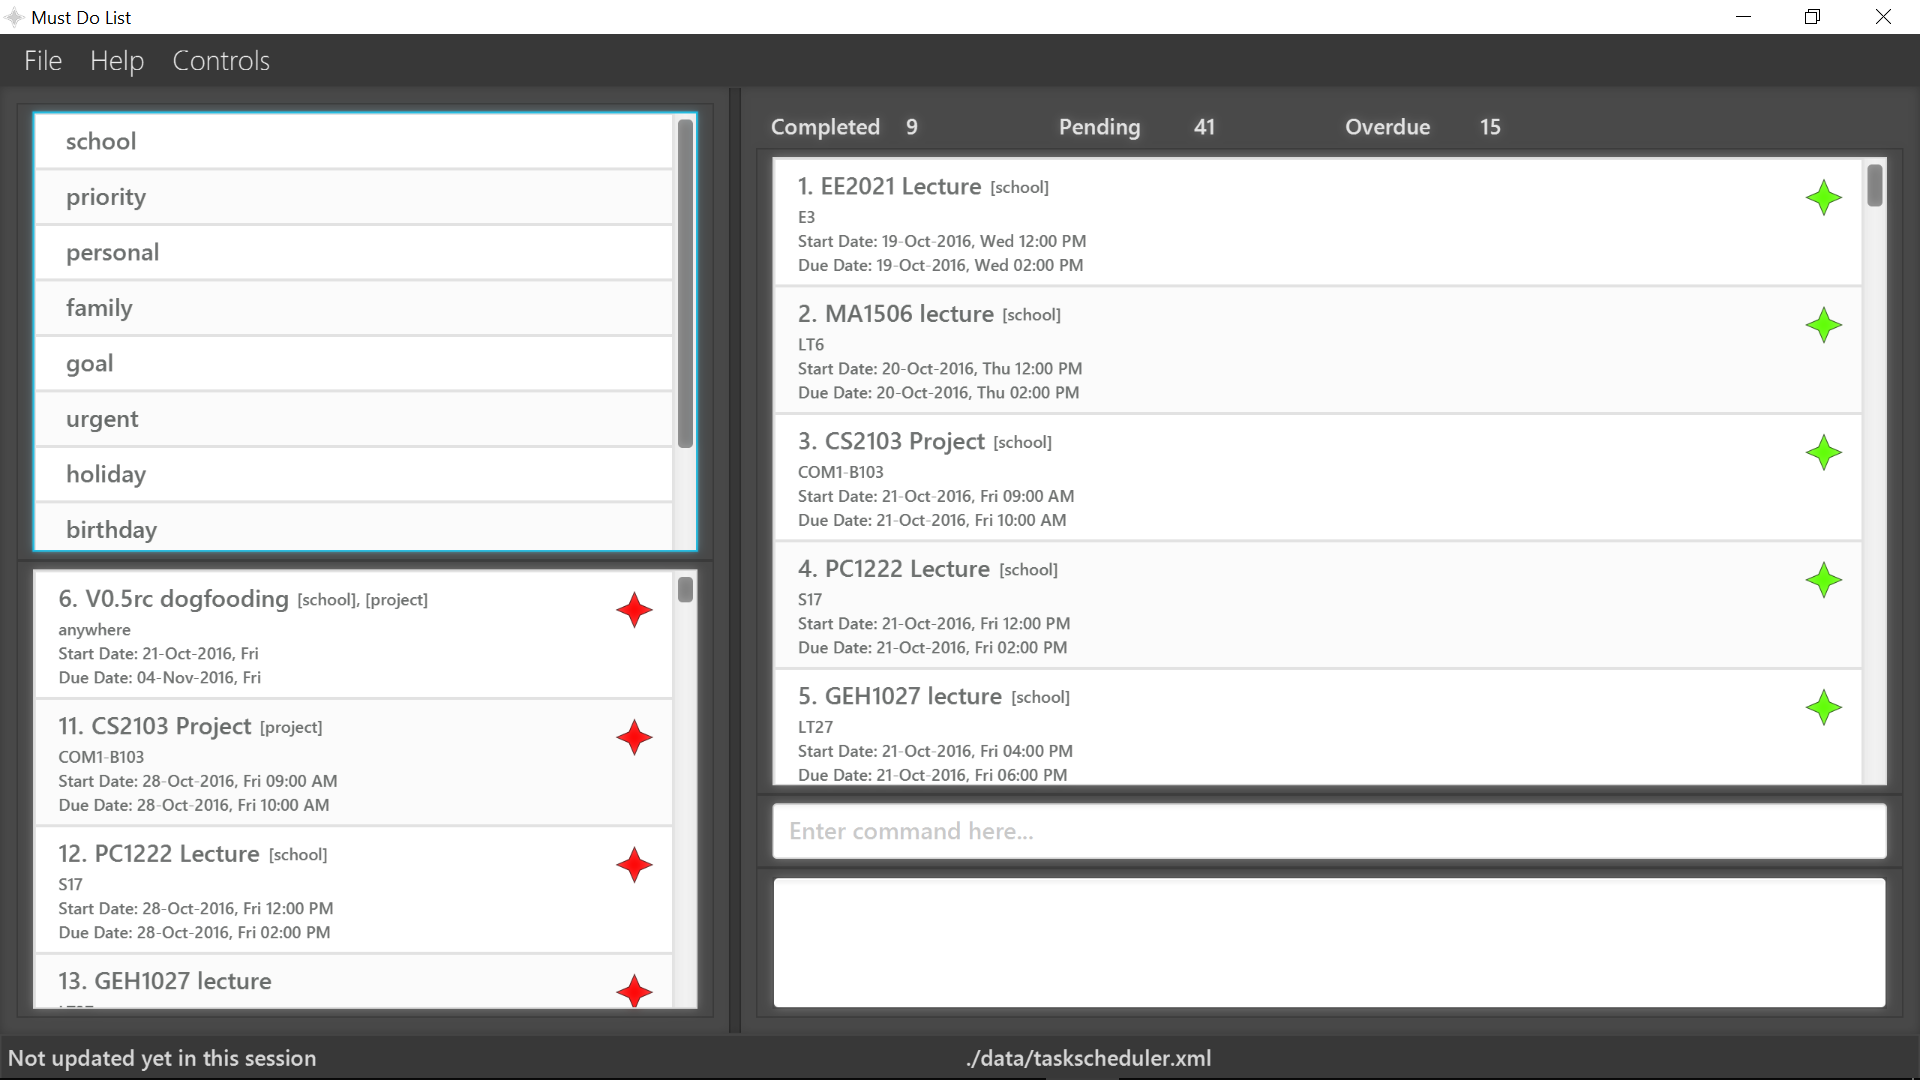 Must Do List
File Help Controls
school
priority
personal
family
goal
urgent
holiday
birthday
6. V0.5rc dogfooding [school], [project]
anywhere
Start Date: 21-Oct-2016, Fri
Due Date: 04-Nov-2016, Fri
11. CS2103 Project [project]
COM1-B103
Start Date: 28-Oct-2016, Fri 09:00 AM
Due Date: 28-Oct-2016, Fri 10:00 AM
12. PC1222 Lecture [school]
S17
Start Date: 28-Oct-2016, Fri 12:00 PM
Due Date: 28-Oct-2016, Fri 02:00 PM
13. GEH1027 lecture
Completed 9 Pending 41 Overdue 15
1. EE2021 Lecture [school]
E3
Start Date: 19-Oct-2016, Wed 12:00 PM
Due Date: 19-Oct-2016, Wed 02:00 PM
2. MA1506 lecture [school]
LT6
Start Date: 20-Oct-2016, Thu 12:00 PM
Due Date: 20-Oct-2016, Thu 02:00 PM
3. CS2103 Project [school]
COM1-B103
Start Date: 21-Oct-2016, Fri 09:00 AM
Due Date: 21-Oct-2016, Fri 10:00 AM
4. PC1222 Lecture [school]
S17
Start Date: 21-Oct-2016, Fri 12:00 PM
Due Date: 21-Oct-2016, Fri 02:00 PM
5. GEH1027 lecture [school]
LT27
Start Date: 21-Oct-2016, Fri 04:00 PM
Due Date: 21-Oct-2016, Fri 06:00 PM
Enter command here...
Not updated yet in this session
./data/taskscheduler.xml